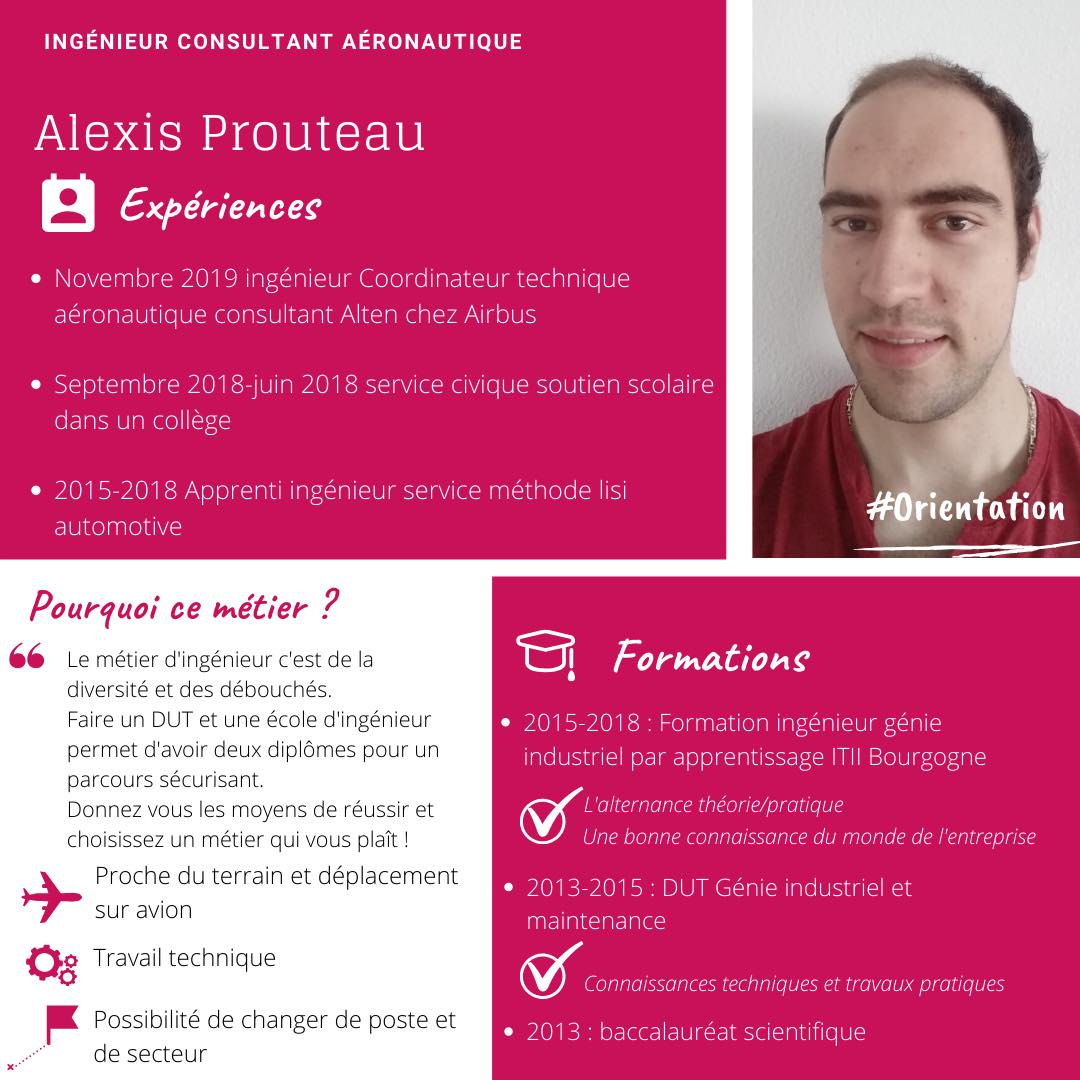 INGÉNIEUR CONSULTANT AÉRONAUTIQUE
Alexis Prouteau
Expériences
Novembre 2019 ingénieur Coordinateur technique
aéronautique consultant Alten chez Airbus
Septembre 2018-juin 2018 service civique soutien scolaire
dans un collège
2015-2018 Apprenti ingénieur service méthode lisi
automotive
#Orientation
Pourquoi ce métier ?
Le métier d'ingénieur c'est de la
diversité et des débouchés.
Faire un DUT et une école d'ingénieur
permet d'avoir deux diplômes pour un
parcours sécurisant.
Donnez vous les moyens de réussir et
choisissez un métier qui vous plaît !
Proche du terrain et déplacement
sur avion
Travail technique
Possibilité de changer de poste et
de secteur
Formations
2015-2018 : Formation ingénieur génie
industriel par apprentissage ITII Bourgogne
L'alternance théorie/pratique
Une bonne connaissance du monde de l'entreprise
2013-2015 : DUT Génie industriel et
maintenance
Connaissances techniques et travaux pratiques
2013 : baccalauréat scientifique